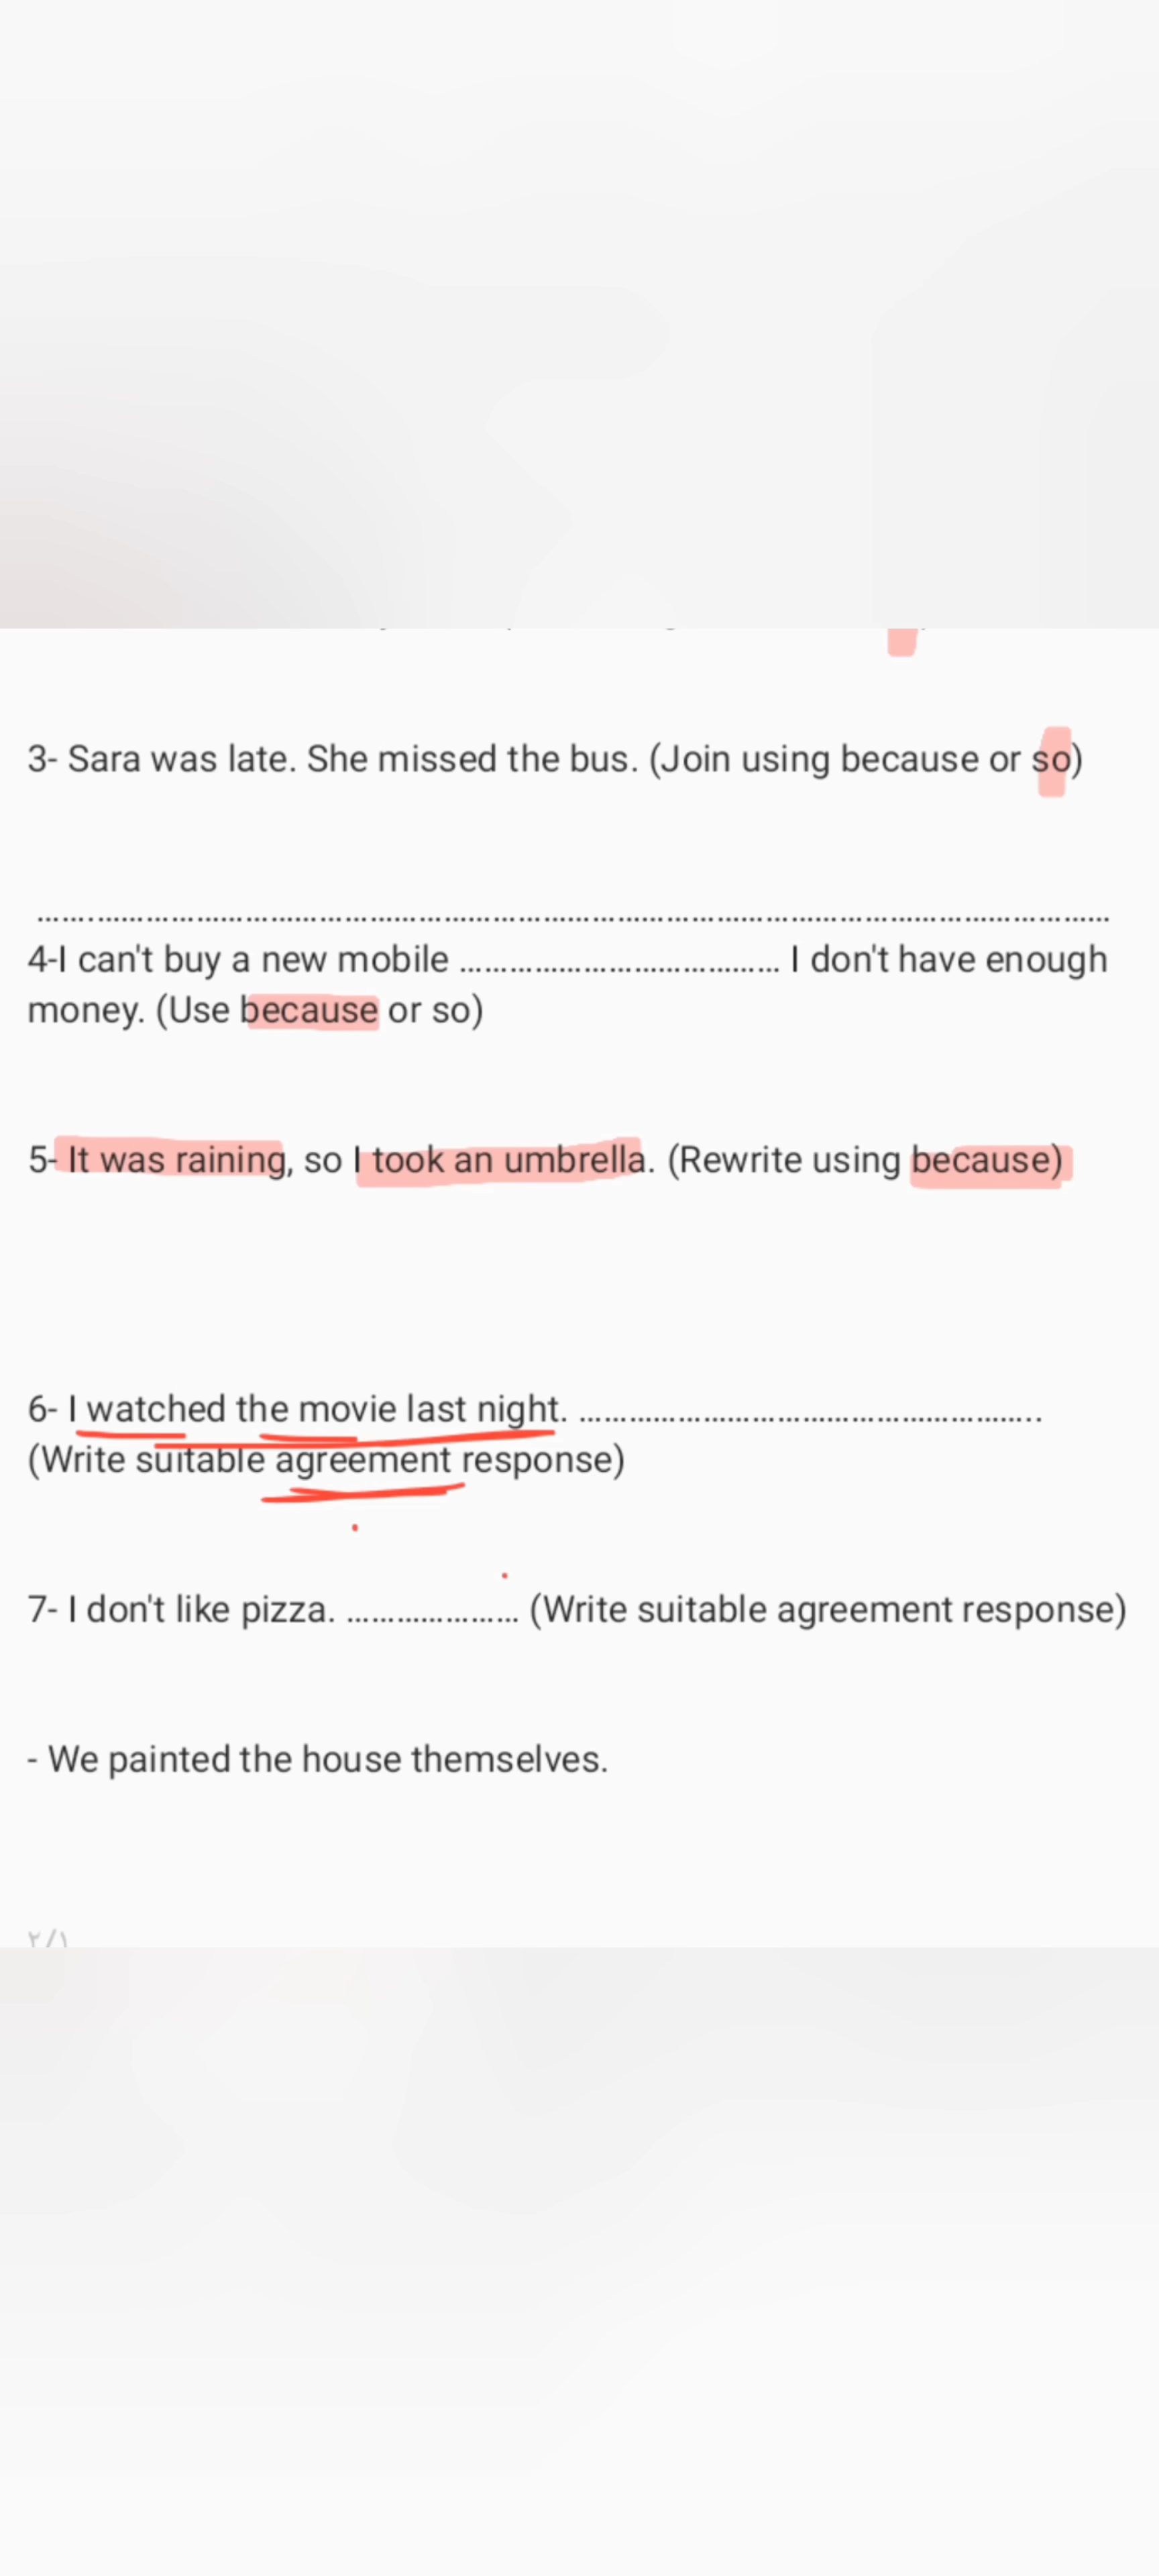 3- Sara was late. She missed the bus. (Join using because or so)
....................................................................................................
4-I can't buy a new mobile .................................... I don't have enough
money. (Use because or so)
5- It was raining, so I took an umbrella. (Rewrite using because)
6- I watched the movie last night. ....................................................
(Write suitable agreement response)
7- I don't like pizza. .................... (Write suitable agreement response)
- We painted the house themselves.
٢/١